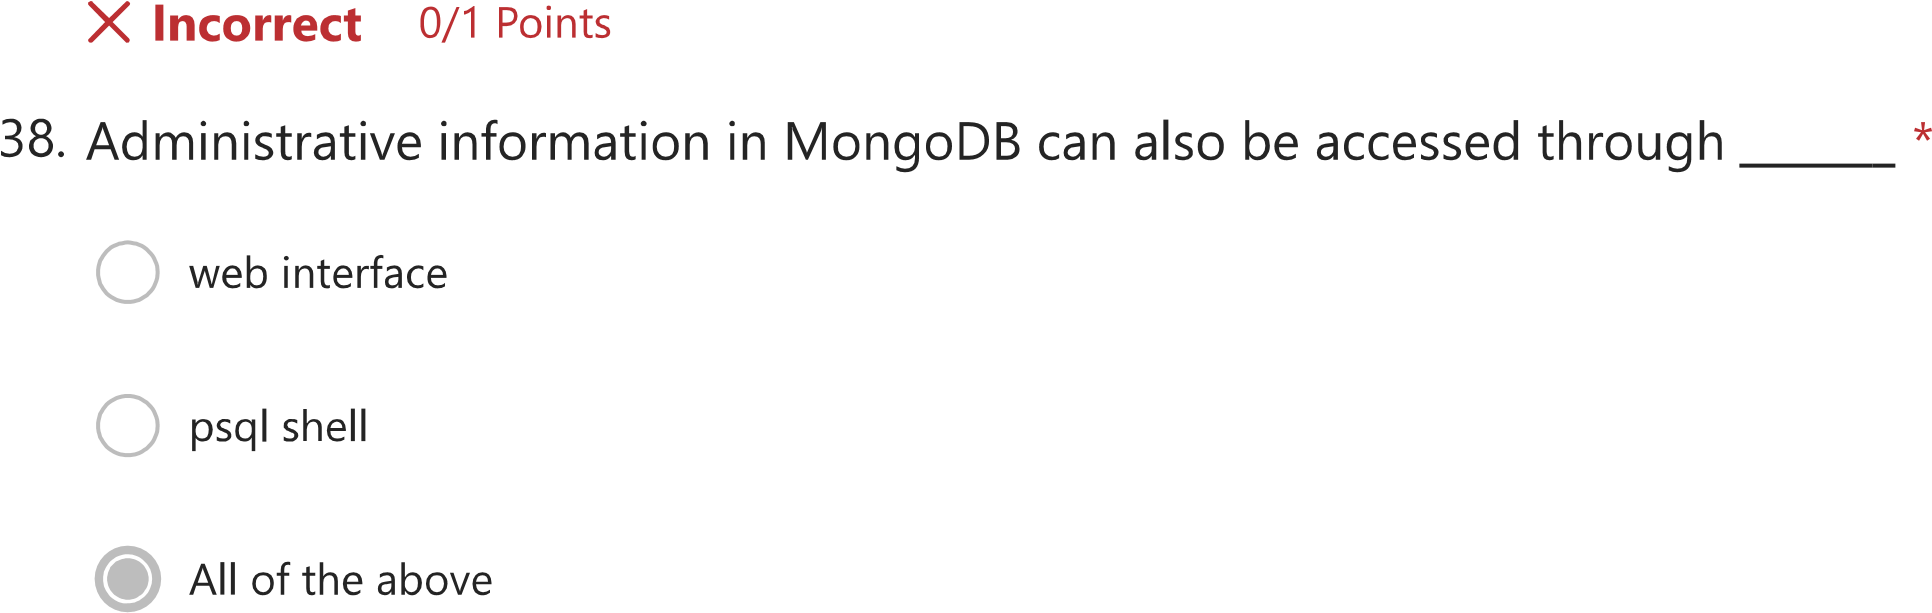 Incorrect 0/1 Points
38. Administrative information in MongoDB can also be accessed through ______ *
web interface
psql shell
All of the above